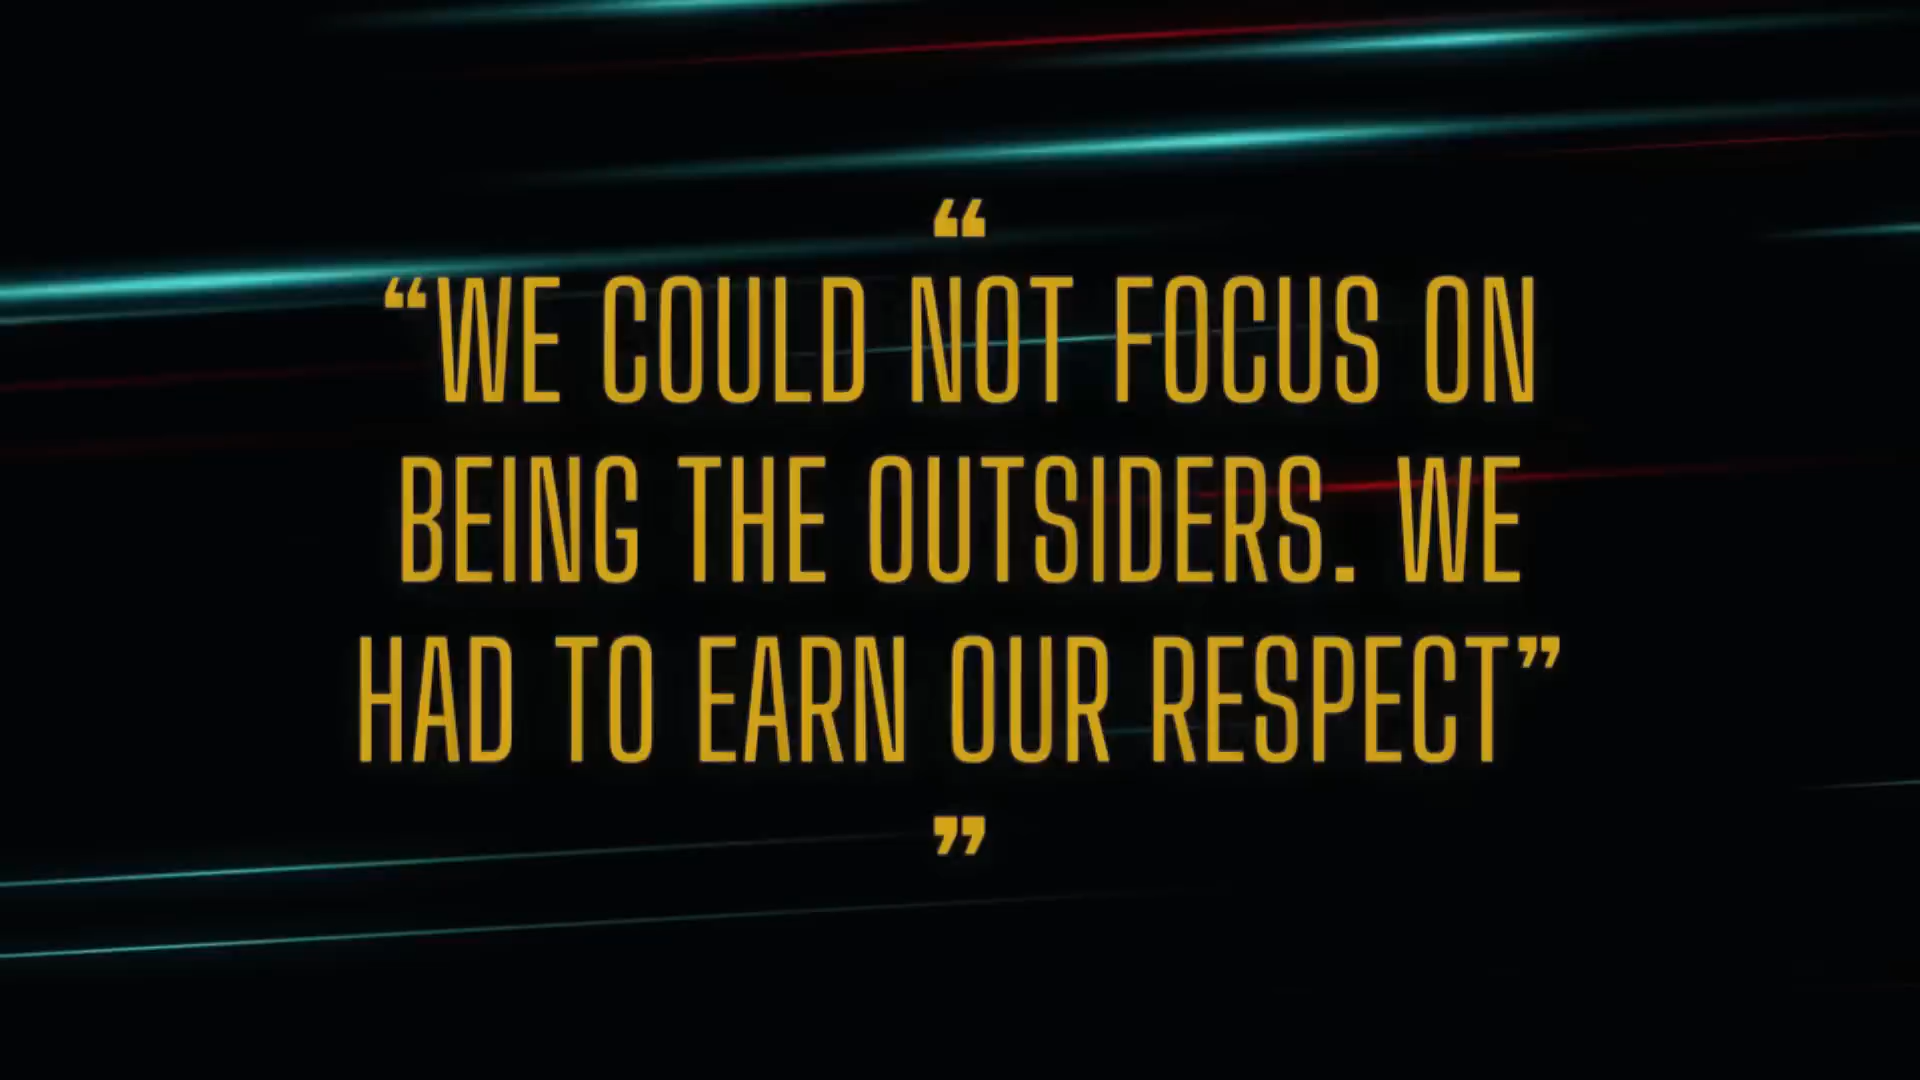 “
“WE COULD NOT FOCUS ON
BEING THE OUTSIDERS. WE
HAD TO EARN OUR RESPECT”
”